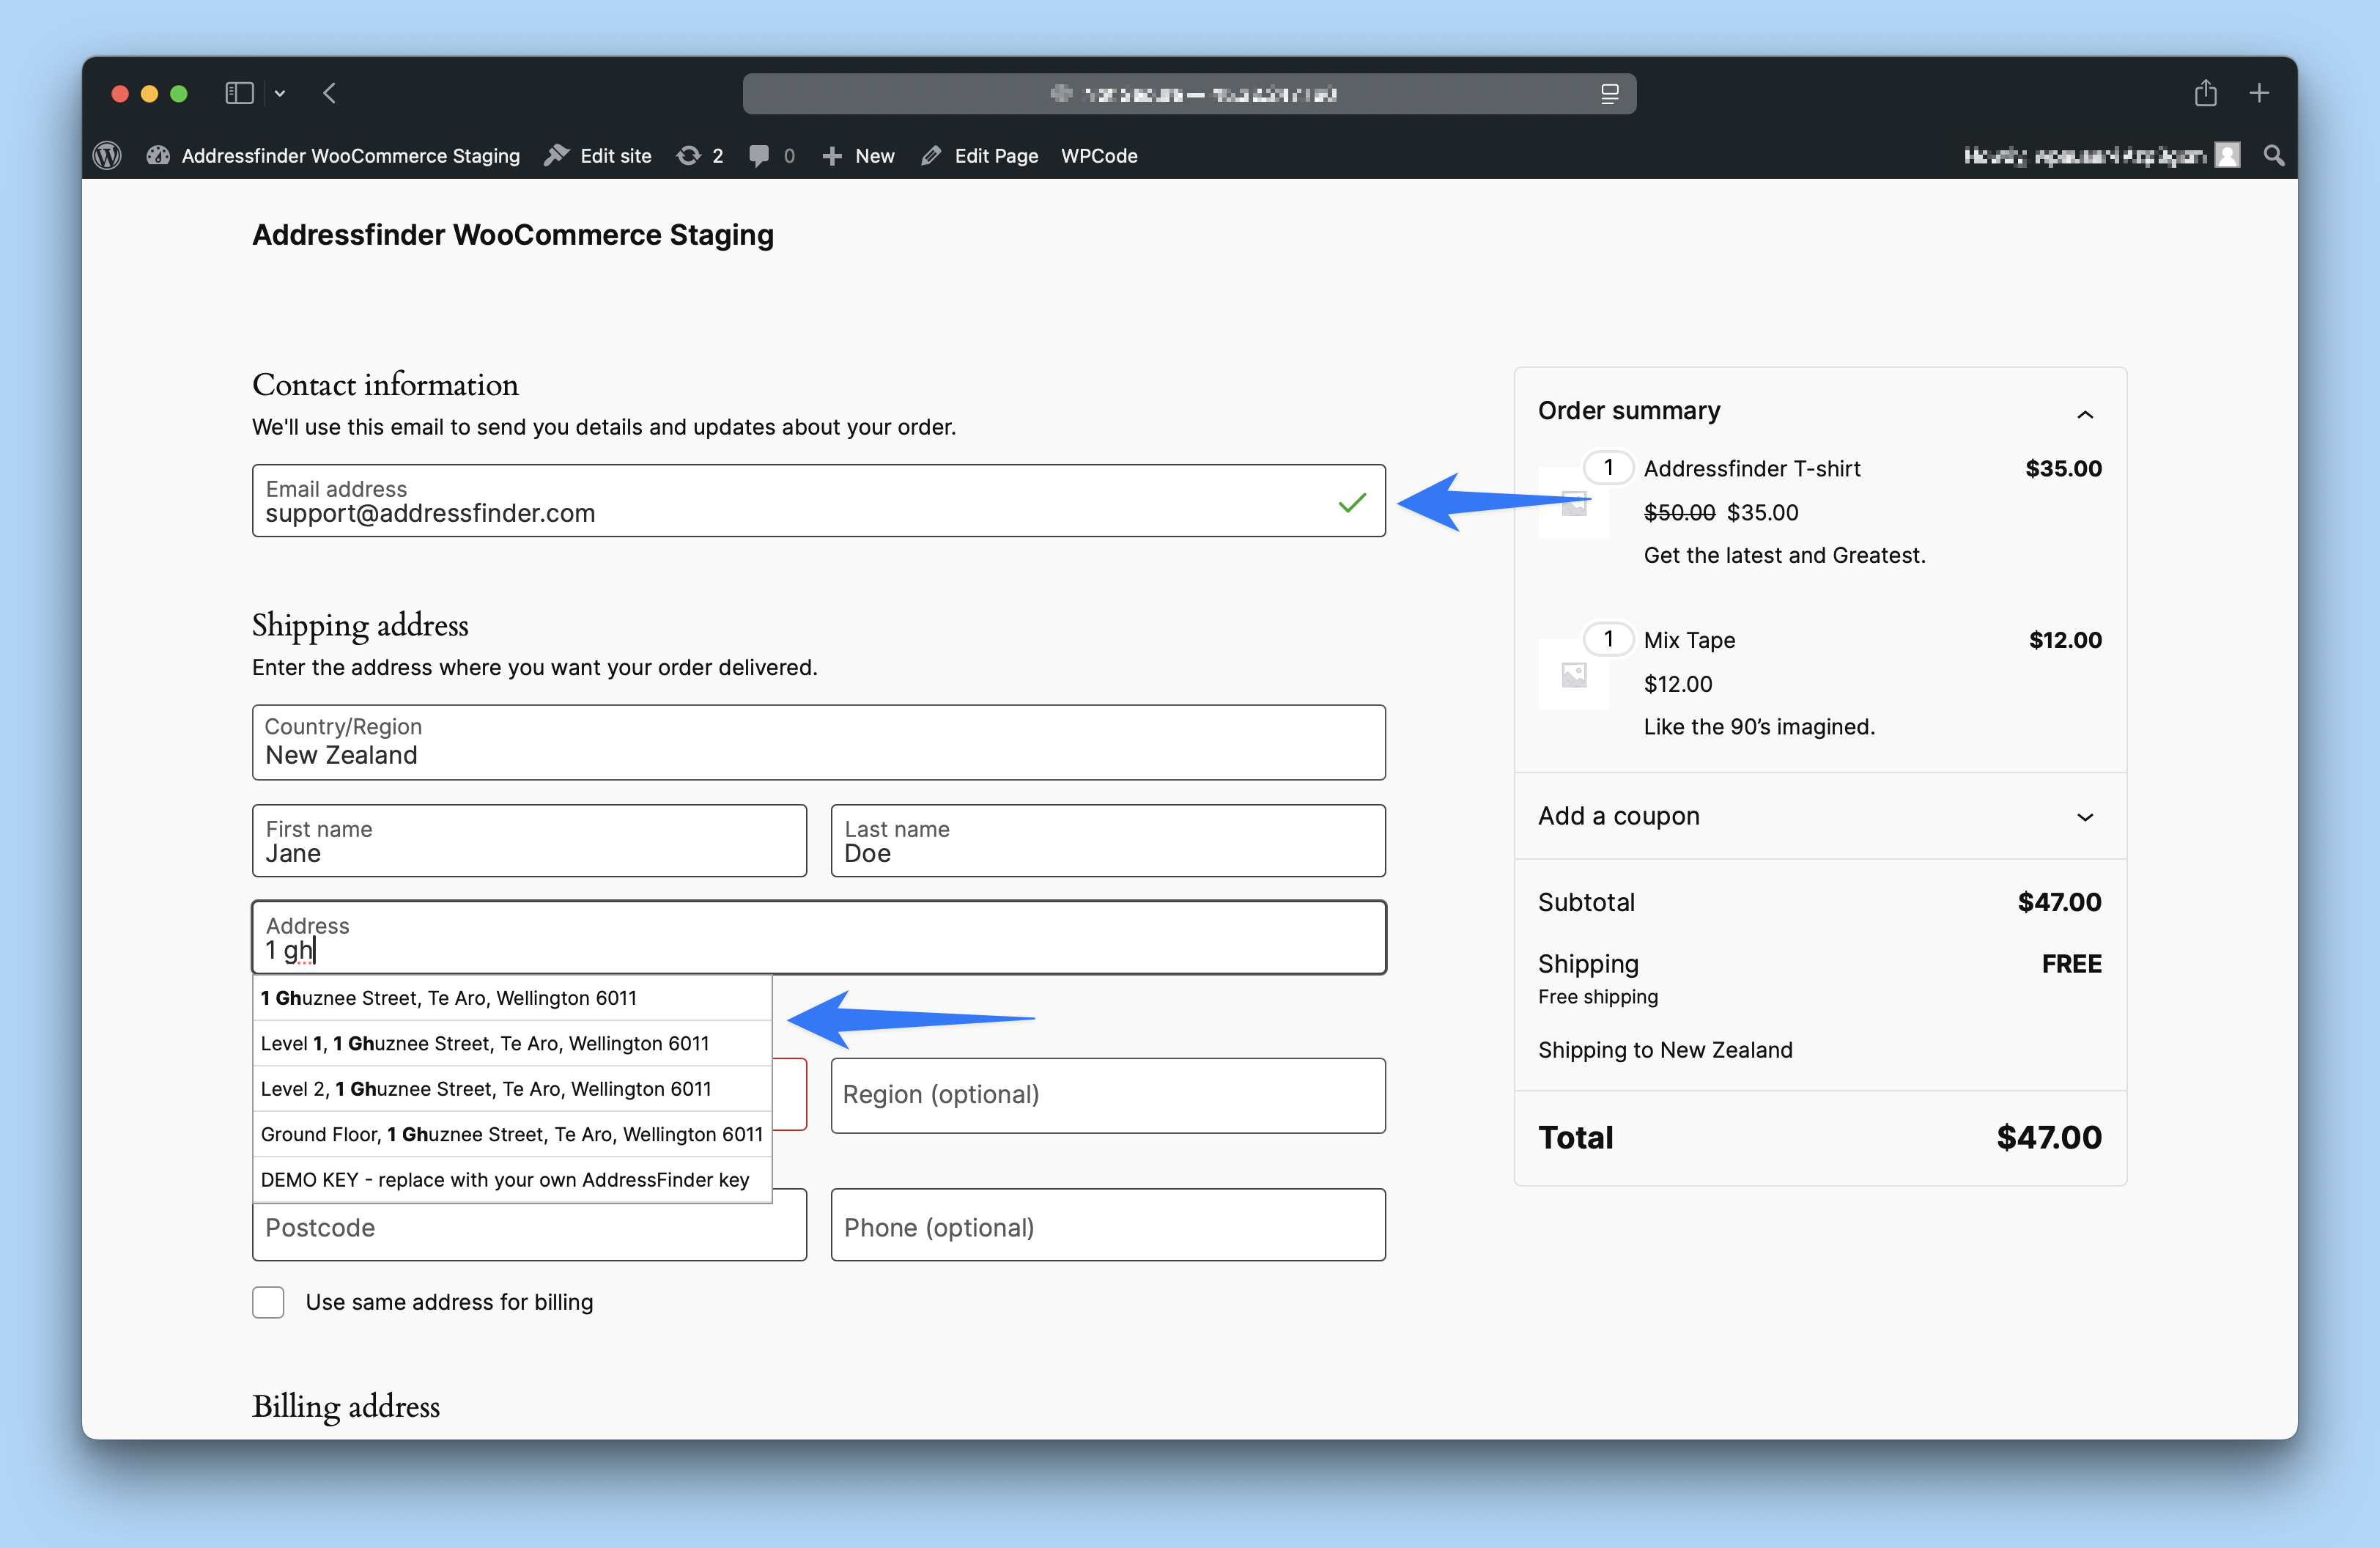 Addressfinder WooCommerce Staging Edit site 2 0 New Edit Page WPCode
Addressfinder WooCommerce Staging
Contact information
We'll use this email to send you details and updates about your order.
Email address
support@addressfinder.com
Shipping address
Enter the address where you want your order delivered.
Country/Region
New Zealand
First name
Jane
Last name
Doe
Address
1 gh
1 Ghuznee Street, Te Aro, Wellington 6011
Level 1, 1 Ghuznee Street, Te Aro, Wellington 6011
Level 2, 1 Ghuznee Street, Te Aro, Wellington 6011
Ground Floor, 1 Ghuznee Street, Te Aro, Wellington 6011
DEMO KEY - replace with your own AddressFinder key
Region (optional)
Postcode
Phone (optional)
Use same address for billing
Billing address
Order summary
1 Addressfinder T-shirt $35.00
$50.00 $35.00
Get the latest and Greatest.
1 Mix Tape $12.00
$12.00
Like the 90’s imagined.
Add a coupon
Subtotal $47.00
Shipping FREE
Free shipping
Shipping to New Zealand
Total $47.00